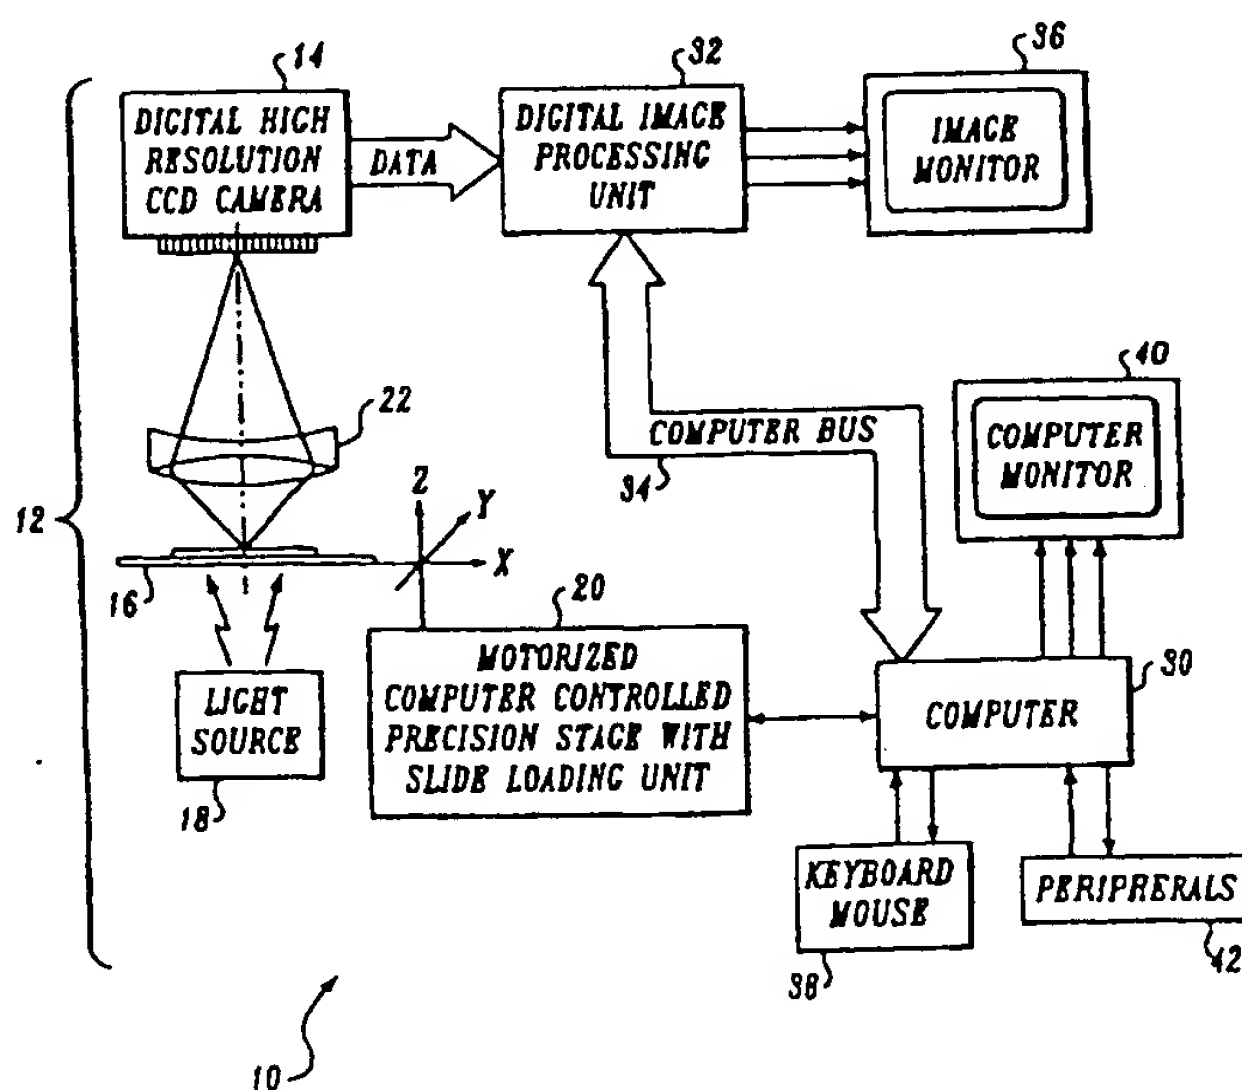 14
DIGITAL HIGH
RESOLUTION
CCD CAMERA
DATA
32
DIGITAL IMAGE
PROCESSING
UNIT
36
IMAGE
MONITOR
22
12
Z
Y
X
16
COMPUTER BUS
34
40
COMPUTER
MONITOR
20
MOTORIZED
COMPUTER CONTROLLED
PRECISION STAGE WITH
SLIDE LOADING UNIT
LIGHT
SOURCE
18
30
COMPUTER
KEYBOARD
MOUSE
38
PERIPHERALS
42
10